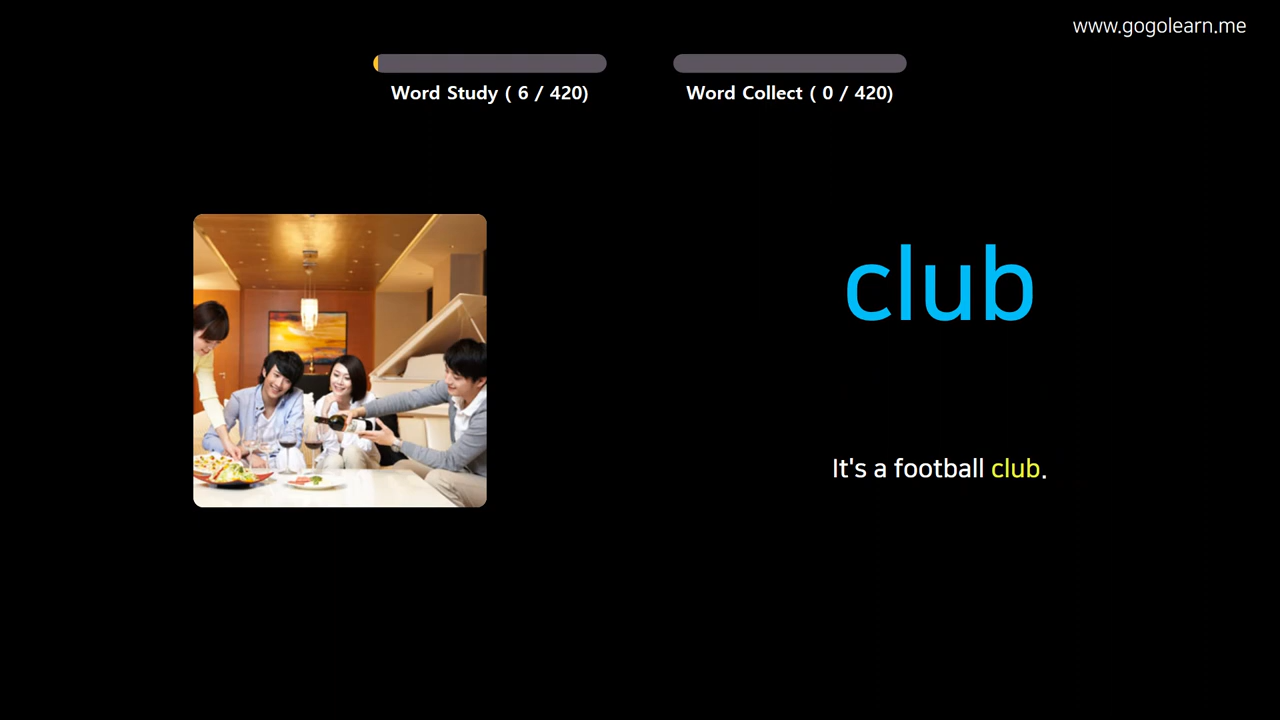 www.gogolearn.me
Word Study ( 6 / 420)
Word Collect ( 0 / 420)
club
It's a football club.